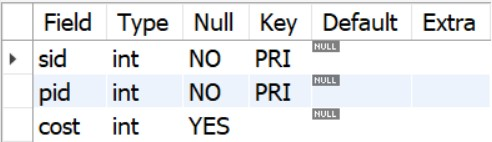 Field Type Null Key Default Extra
sid int NO PRI NULL
pid int NO PRI NULL
cost int YES NULL